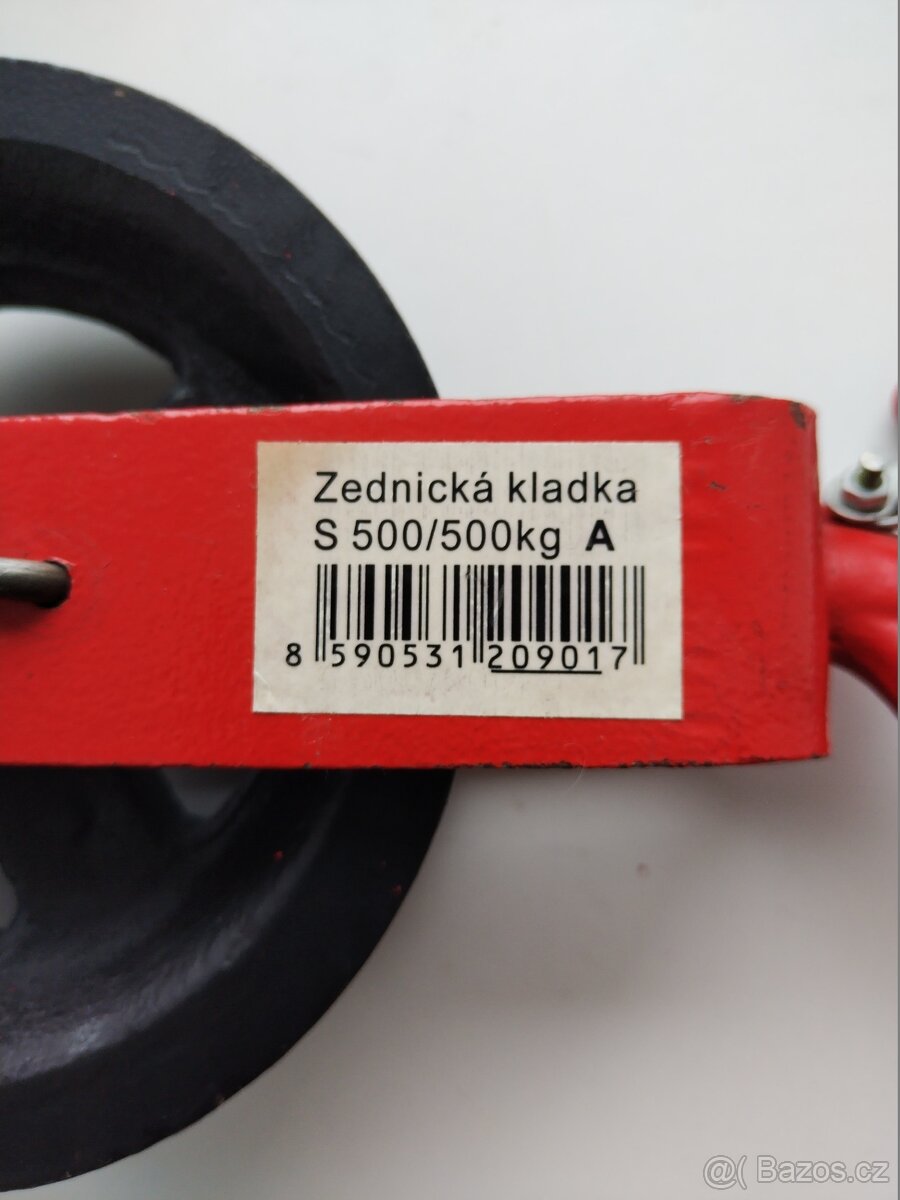 Zednická kladka
S 500/500kg A
8 590531 209017
@( Bazos.cz